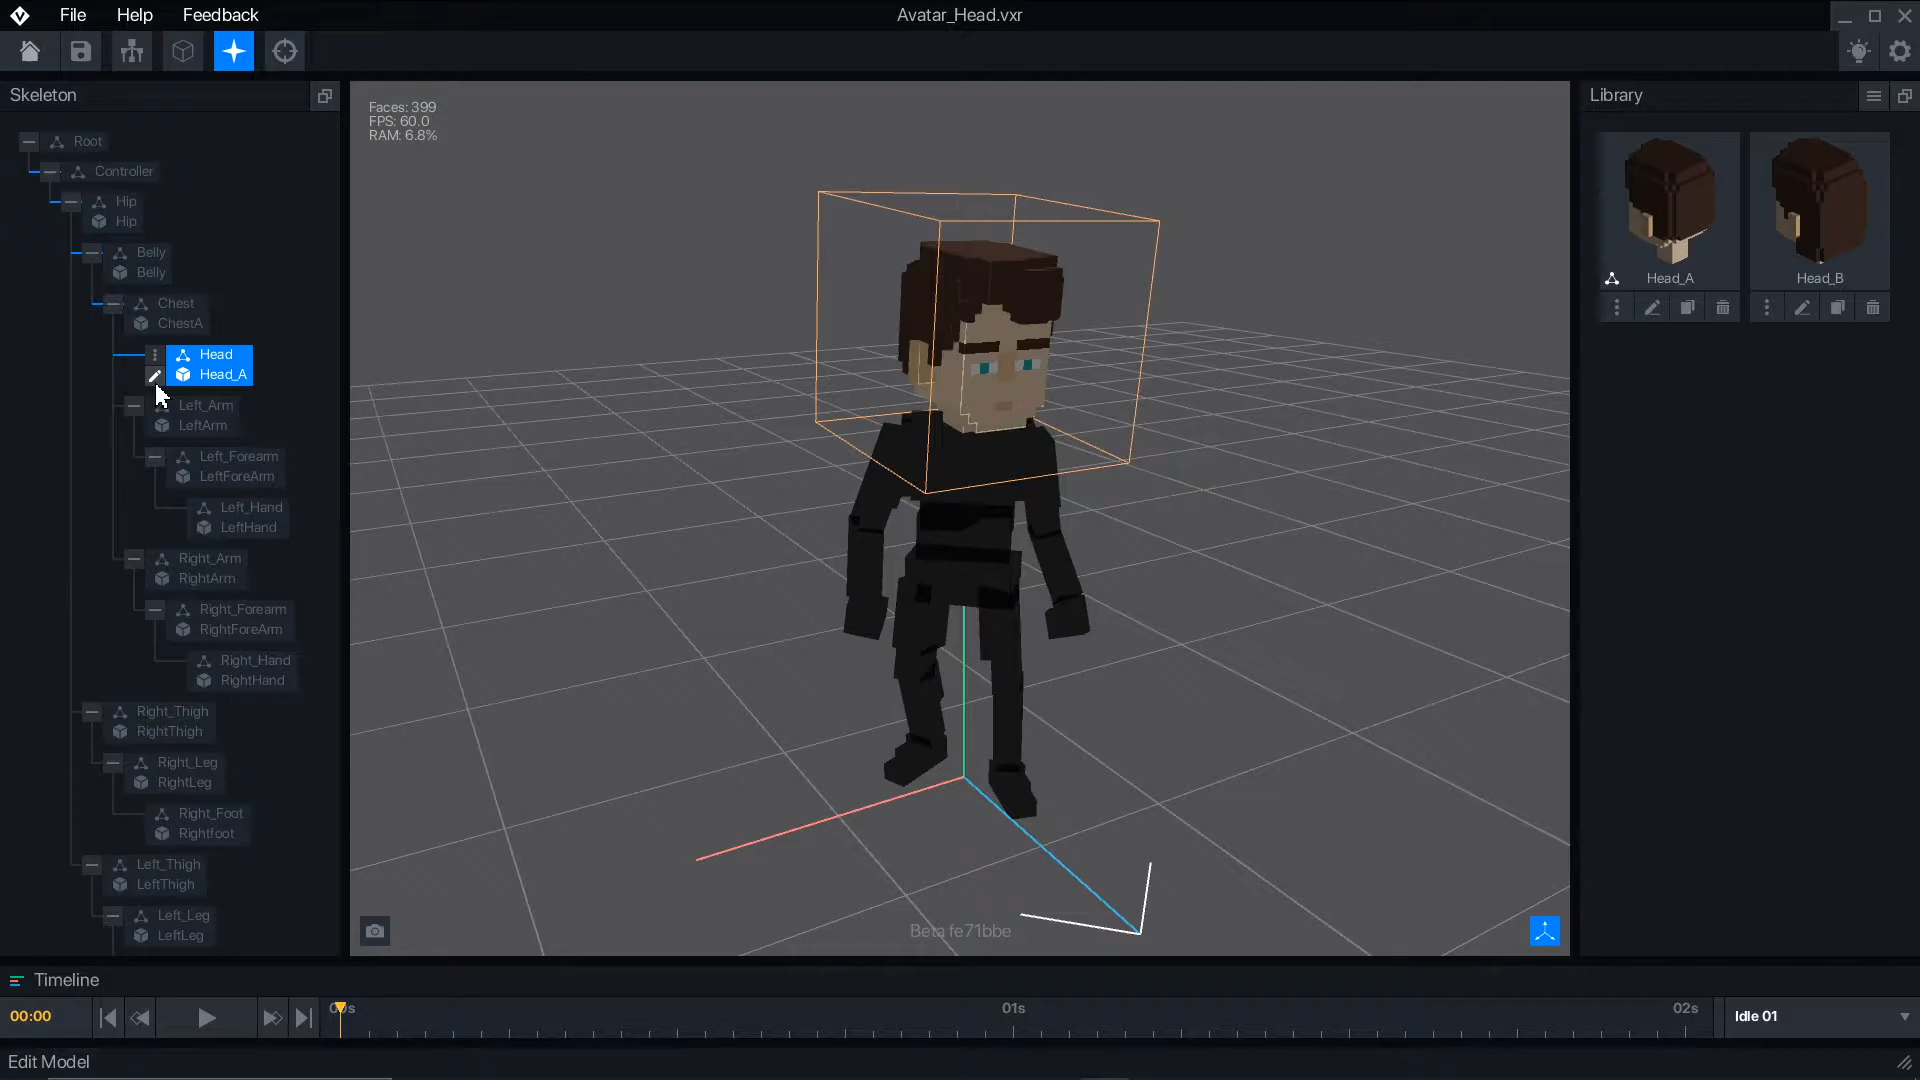 File Help Feedback Avatar_Head.vxr
Skeleton
Root
Controller
Hip
Hip
Belly
Belly
Chest
ChestA
Head
Head_A
Left_Arm
LeftArm
Left_Forearm
LeftForeArm
Left_Hand
LeftHand
Right_Arm
RightArm
Right_Forearm
RightForeArm
Right_Hand
RightHand
Right_Thigh
RightThigh
Right_Leg
RightLeg
Right_Foot
Rightfoot
Left_Thigh
LeftThigh
Left_Leg
LeftLeg
Faces: 399
FPS: 60.0
RAM: 6.8%
Beta fe71bbe
Library
Head_A Head_B
Timeline
00:00 00s 01s 02s Idle 01
Edit Model